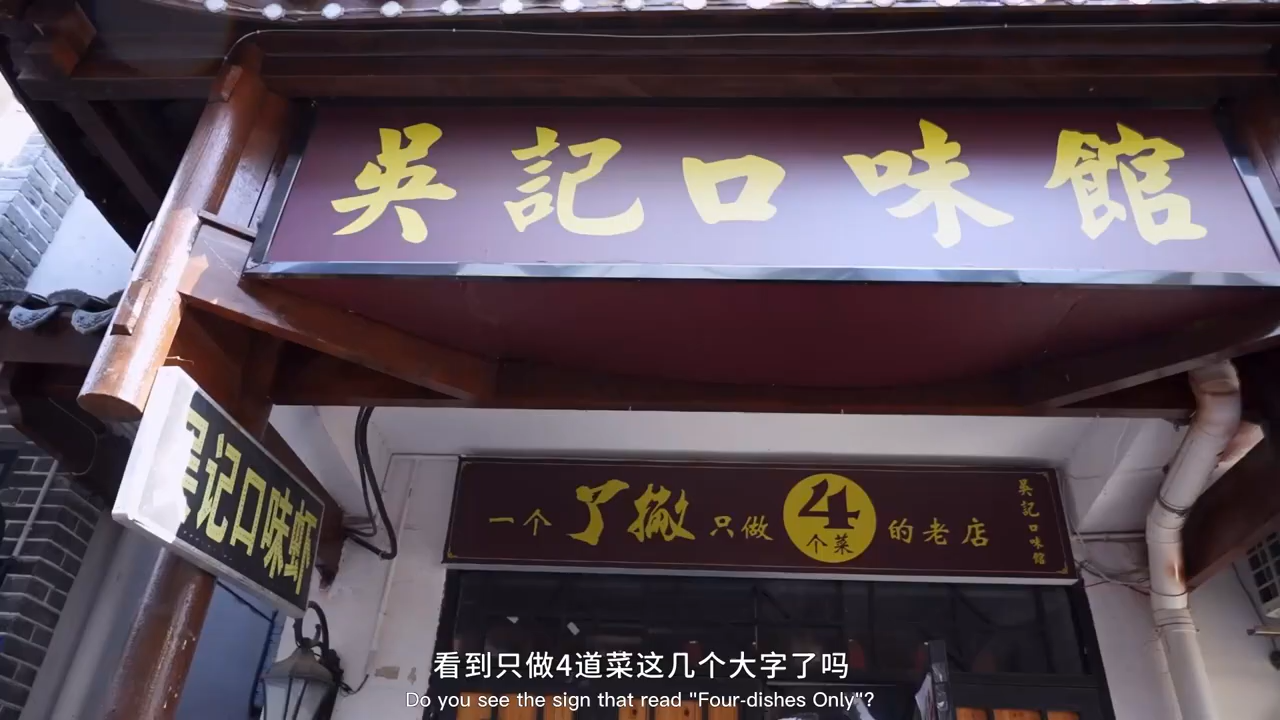 吳記口味館
吴记口味虾
一个了撇只做4个菜的老店
吳記口味館
看到只做4道菜这几个大字了吗
Do you see the sign that read "Four-dishes Only"?